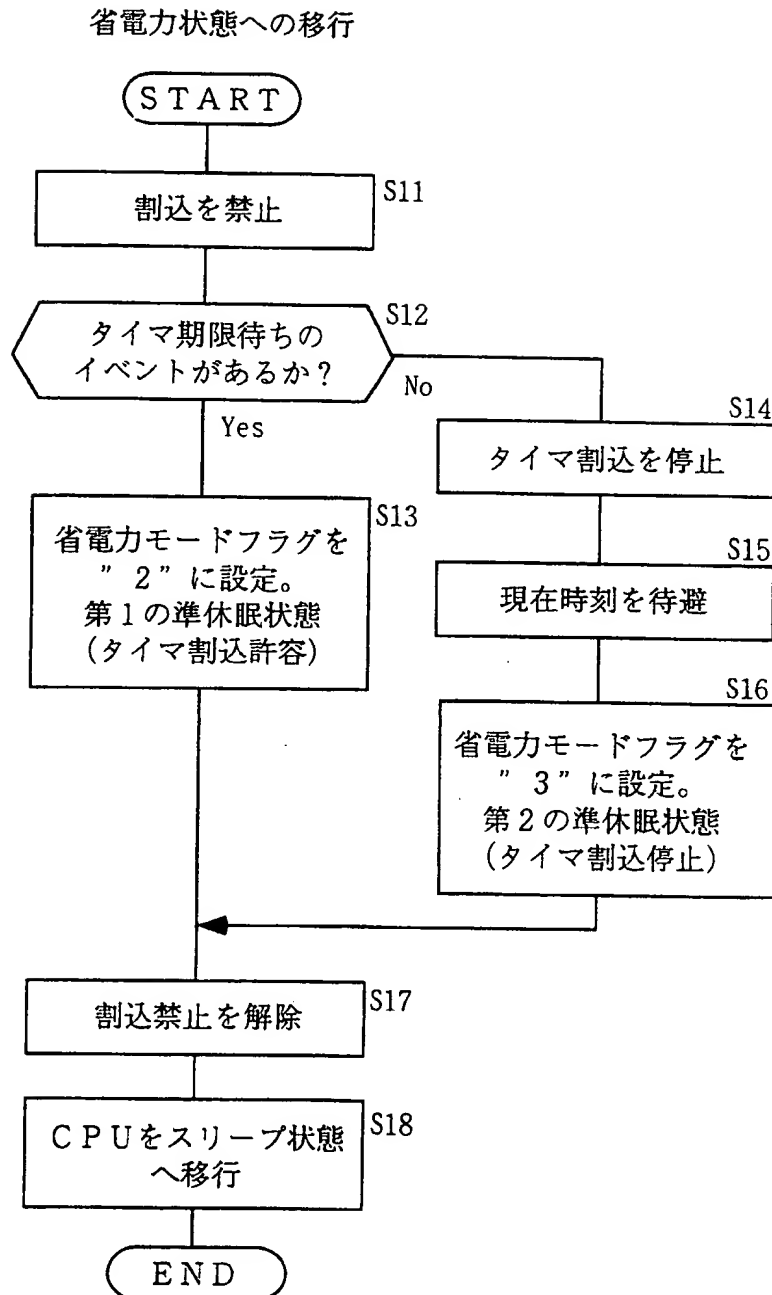 省電力状態への移行
START
S11
割込を禁止
S12
タイマ期限待ちの
イベントがあるか？
No
Yes
S14
タイマ割込を停止
S13
省電力モードフラグを
”２”に設定。
第１の準休眠状態
(タイマ割込許容)
S15
現在時刻を待避
S16
省電力モードフラグを
”３”に設定。
第２の準休眠状態
(タイマ割込停止)
S17
割込禁止を解除
S18
ＣＰＵをスリープ状態
へ移行
END